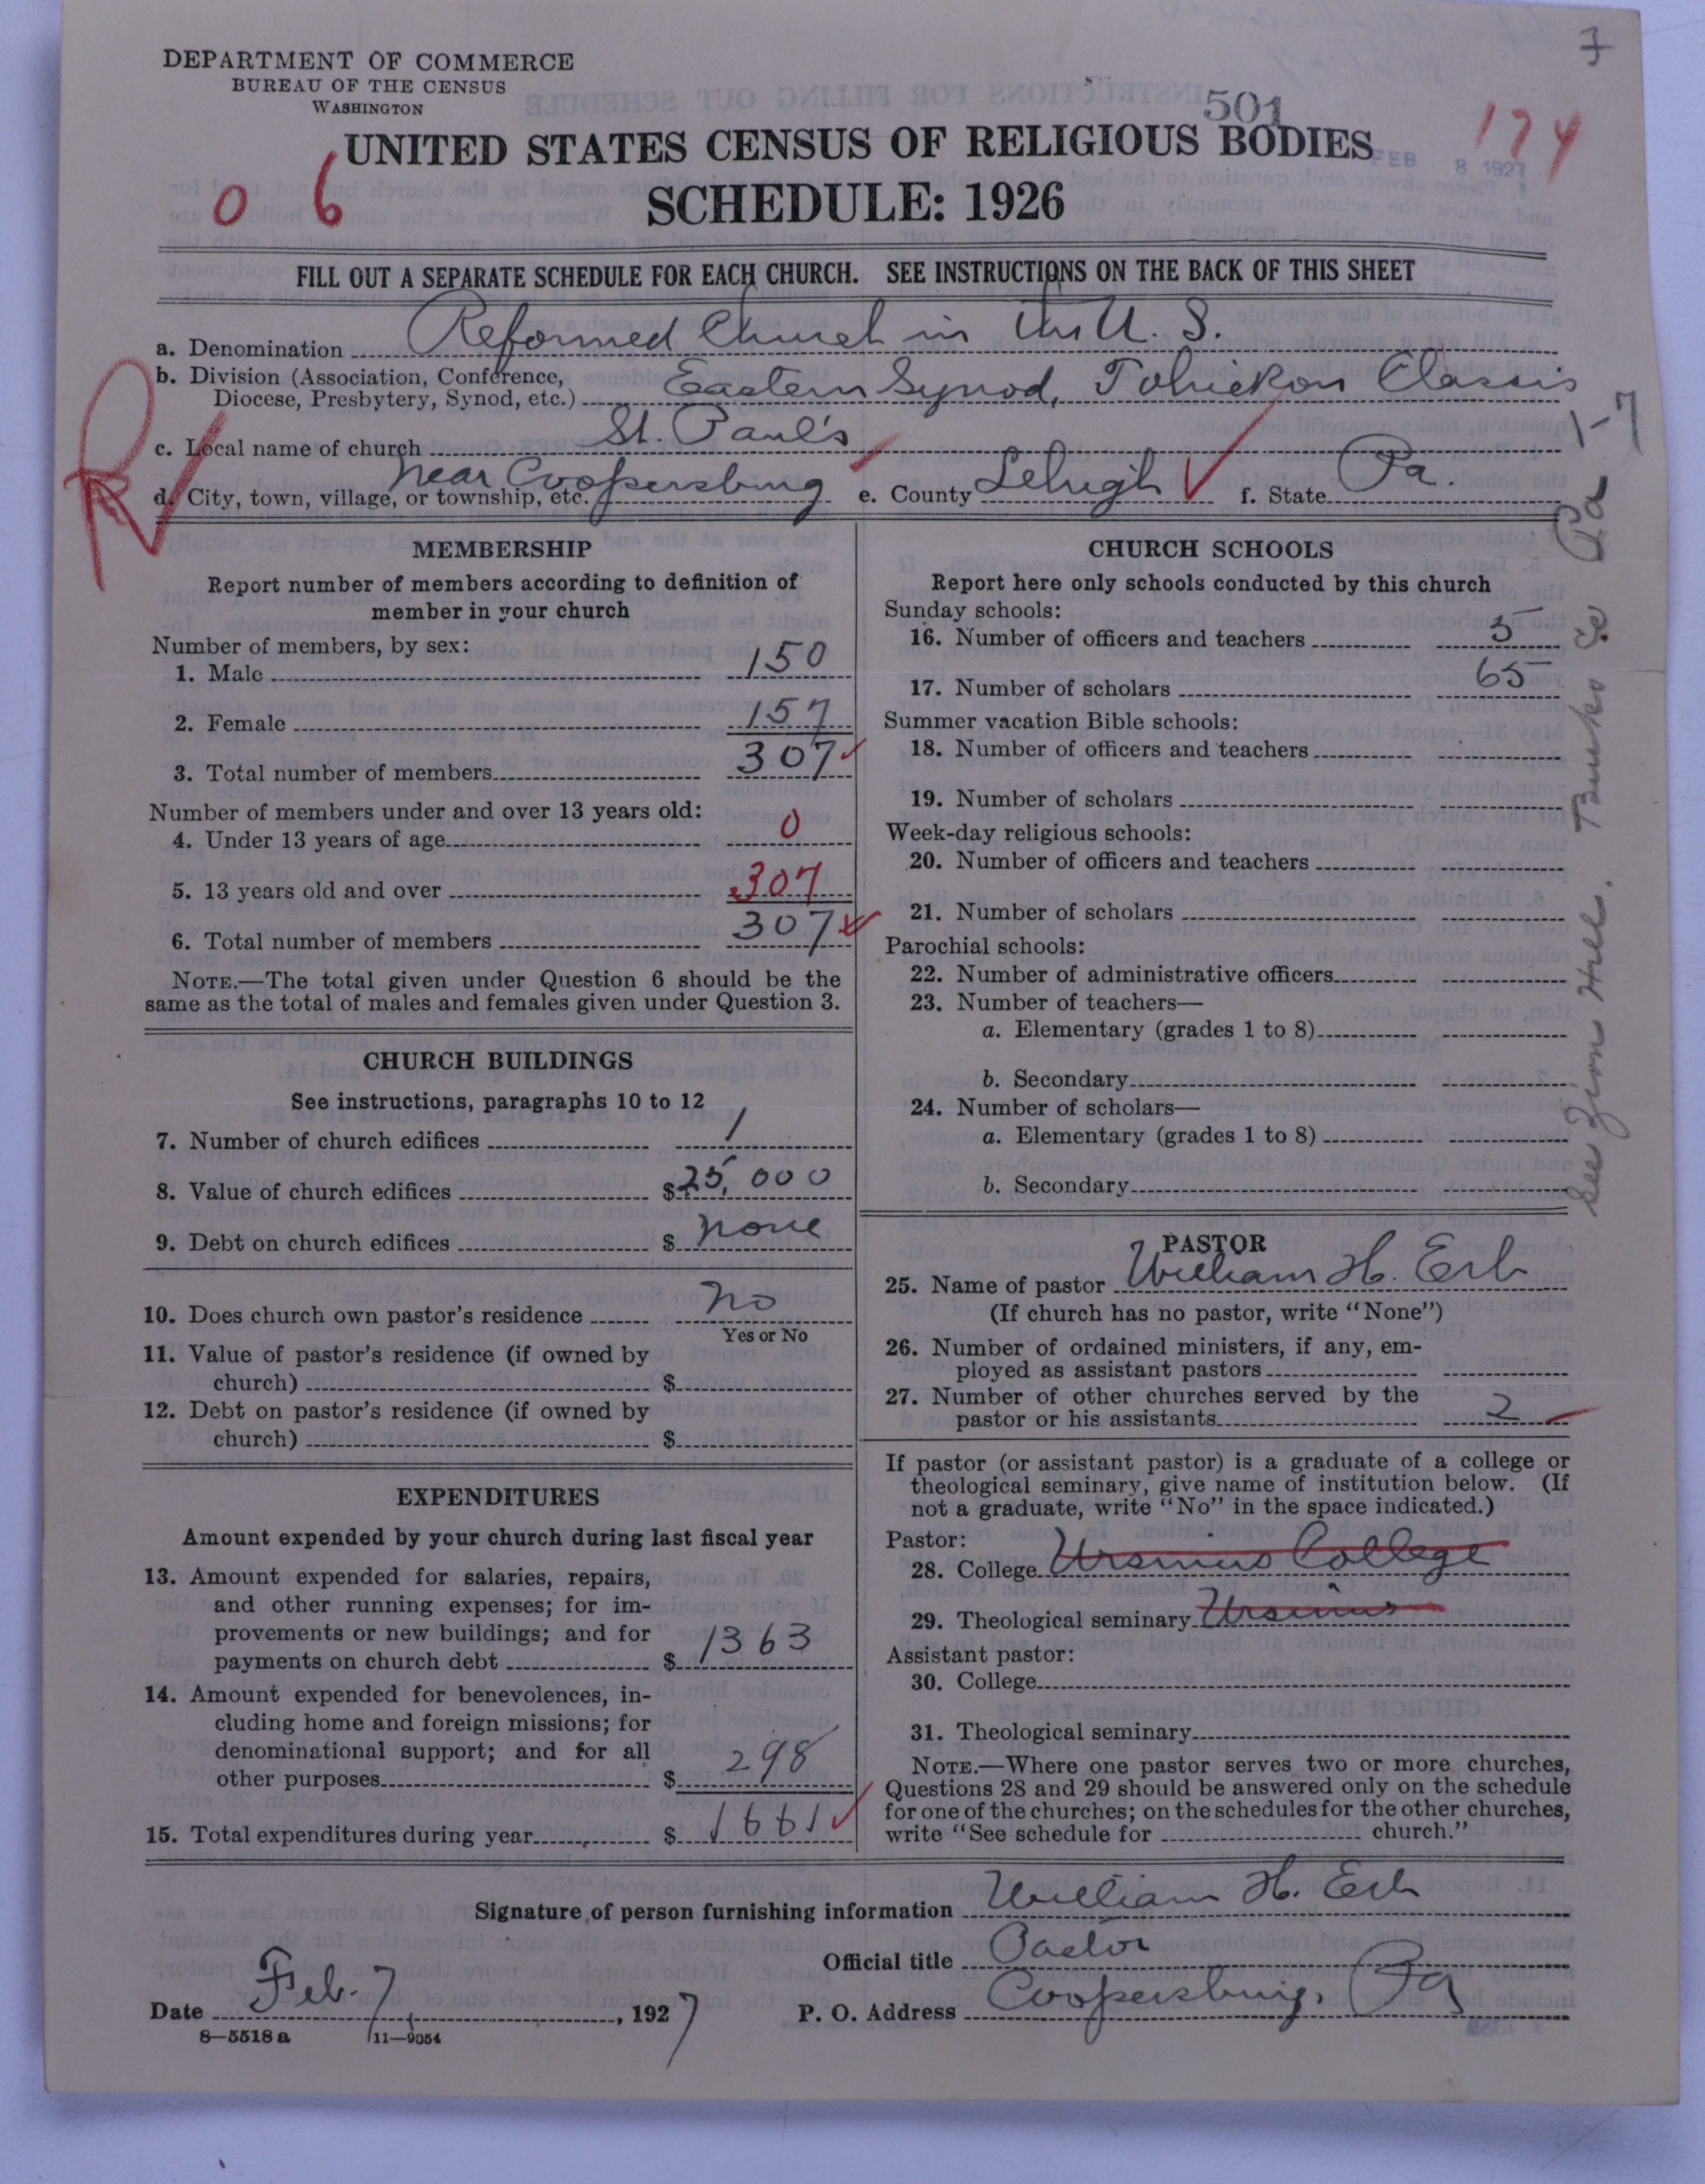 DEPARTMENT OF COMMERCE
BUREAU OF THE CENSUS
WASHINGTON
501
174
UNITED STATES CENSUS OF RELIGIOUS BODIES
FEB 8 1927
0 6
SCHEDULE: 1926
FILL OUT A SEPARATE SCHEDULE FOR EACH CHURCH. SEE INSTRUCTIONS ON THE BACK OF THIS SHEET
a. Denomination Reformed Church in the U. S.
b. Division (Association, Conference,
Diocese, Presbytery, Synod, etc.) Eastern Synod, Tohickon Classis
c. Local name of church St. Paul's
d. City, town, village, or township, etc. near Coopersburg e. County Lehigh f. State Pa.
MEMBERSHIP
Report number of members according to definition of
member in your church
Number of members, by sex:
1. Male 150
2. Female 157
3. Total number of members 307
Number of members under and over 13 years old:
4. Under 13 years of age 0
5. 13 years old and over 307
6. Total number of members 307
NOTE.—The total given under Question 6 should be the
same as the total of males and females given under Question 3.
CHURCH BUILDINGS
See instructions, paragraphs 10 to 12
7. Number of church edifices 1
8. Value of church edifices $25,000
9. Debt on church edifices $ none
10. Does church own pastor's residence no
Yes or No
11. Value of pastor's residence (if owned by
church) $
12. Debt on pastor's residence (if owned by
church) $
EXPENDITURES
Amount expended by your church during last fiscal year
13. Amount expended for salaries, repairs,
and other running expenses; for im-
provements or new buildings; and for
payments on church debt $ 1363
14. Amount expended for benevolences, in-
cluding home and foreign missions; for
denominational support; and for all
other purposes $ 298
15. Total expenditures during year $ 1661
CHURCH SCHOOLS
Report here only schools conducted by this church
Sunday schools:
16. Number of officers and teachers 5
17. Number of scholars 65
Summer vacation Bible schools:
18. Number of officers and teachers
19. Number of scholars
Week-day religious schools:
20. Number of officers and teachers
21. Number of scholars
Parochial schools:
22. Number of administrative officers
23. Number of teachers—
a. Elementary (grades 1 to 8)
b. Secondary
24. Number of scholars—
a. Elementary (grades 1 to 8)
b. Secondary
PASTOR
25. Name of pastor William H. Erb
(If church has no pastor, write "None")
26. Number of ordained ministers, if any, em-
ployed as assistant pastors
27. Number of other churches served by the
pastor or his assistants 2
If pastor (or assistant pastor) is a graduate of a college or
theological seminary, give name of institution below. (If
not a graduate, write "No" in the space indicated.)
Pastor:
28. College Ursinus College
29. Theological seminary Ursinus
Assistant pastor:
30. College
31. Theological seminary
NOTE.—Where one pastor serves two or more churches,
Questions 28 and 29 should be answered only on the schedule
for one of the churches; on the schedules for the other churches,
write "See schedule for church."
See Zion Hill. Bucks Co Pa 1-7
Signature of person furnishing information William H. Erb
Official title Pastor
Date Feb. 7, 1927 P. O. Address Coopersburg, Pa
8—5518 a 11—9054